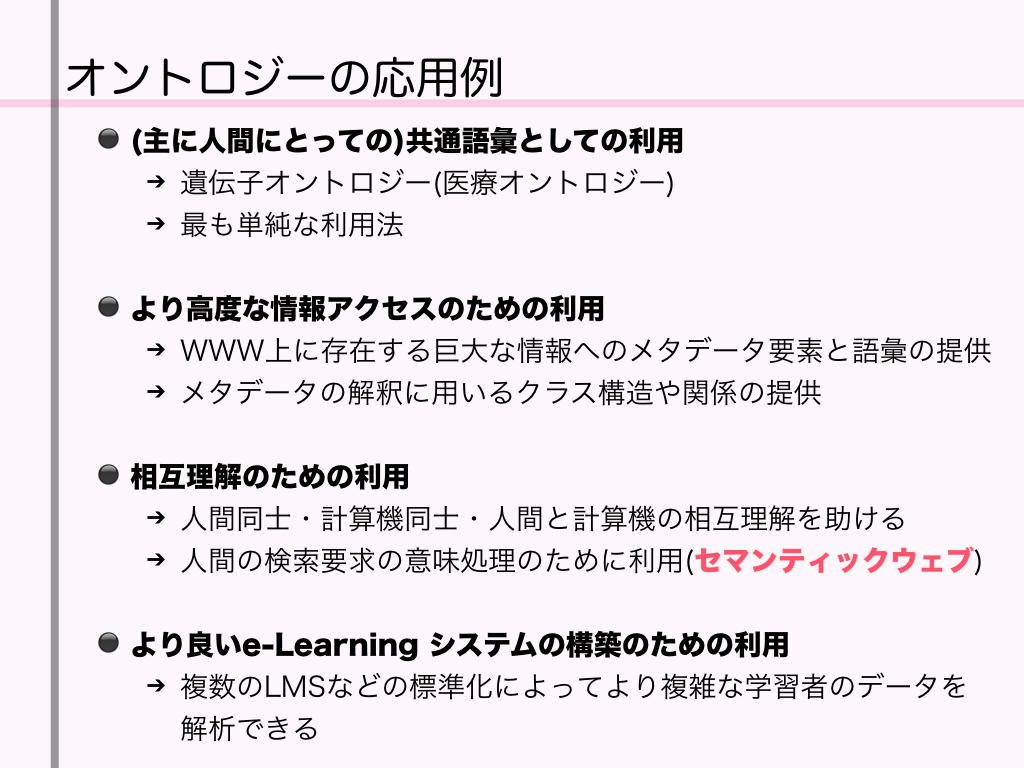 オントロジーの応用例
● (主に人間にとっての)共通語彙としての利用
➔ 遺伝子オントロジー(医療オントロジー)
➔ 最も単純な利用法
● より高度な情報アクセスのための利用
➔ WWW上に存在する巨大な情報へのメタデータ要素と語彙の提供
➔ メタデータの解釈に用いるクラス構造や関係の提供
● 相互理解のための利用
➔ 人間同士・計算機同士・人間と計算機の相互理解を助ける
➔ 人間の検索要求の意味処理のために利用(セマンティックウェブ)
● より良いe-Learning システムの構築のための利用
➔ 複数のLMSなどの標準化によってより複雑な学習者のデータを
解析できる